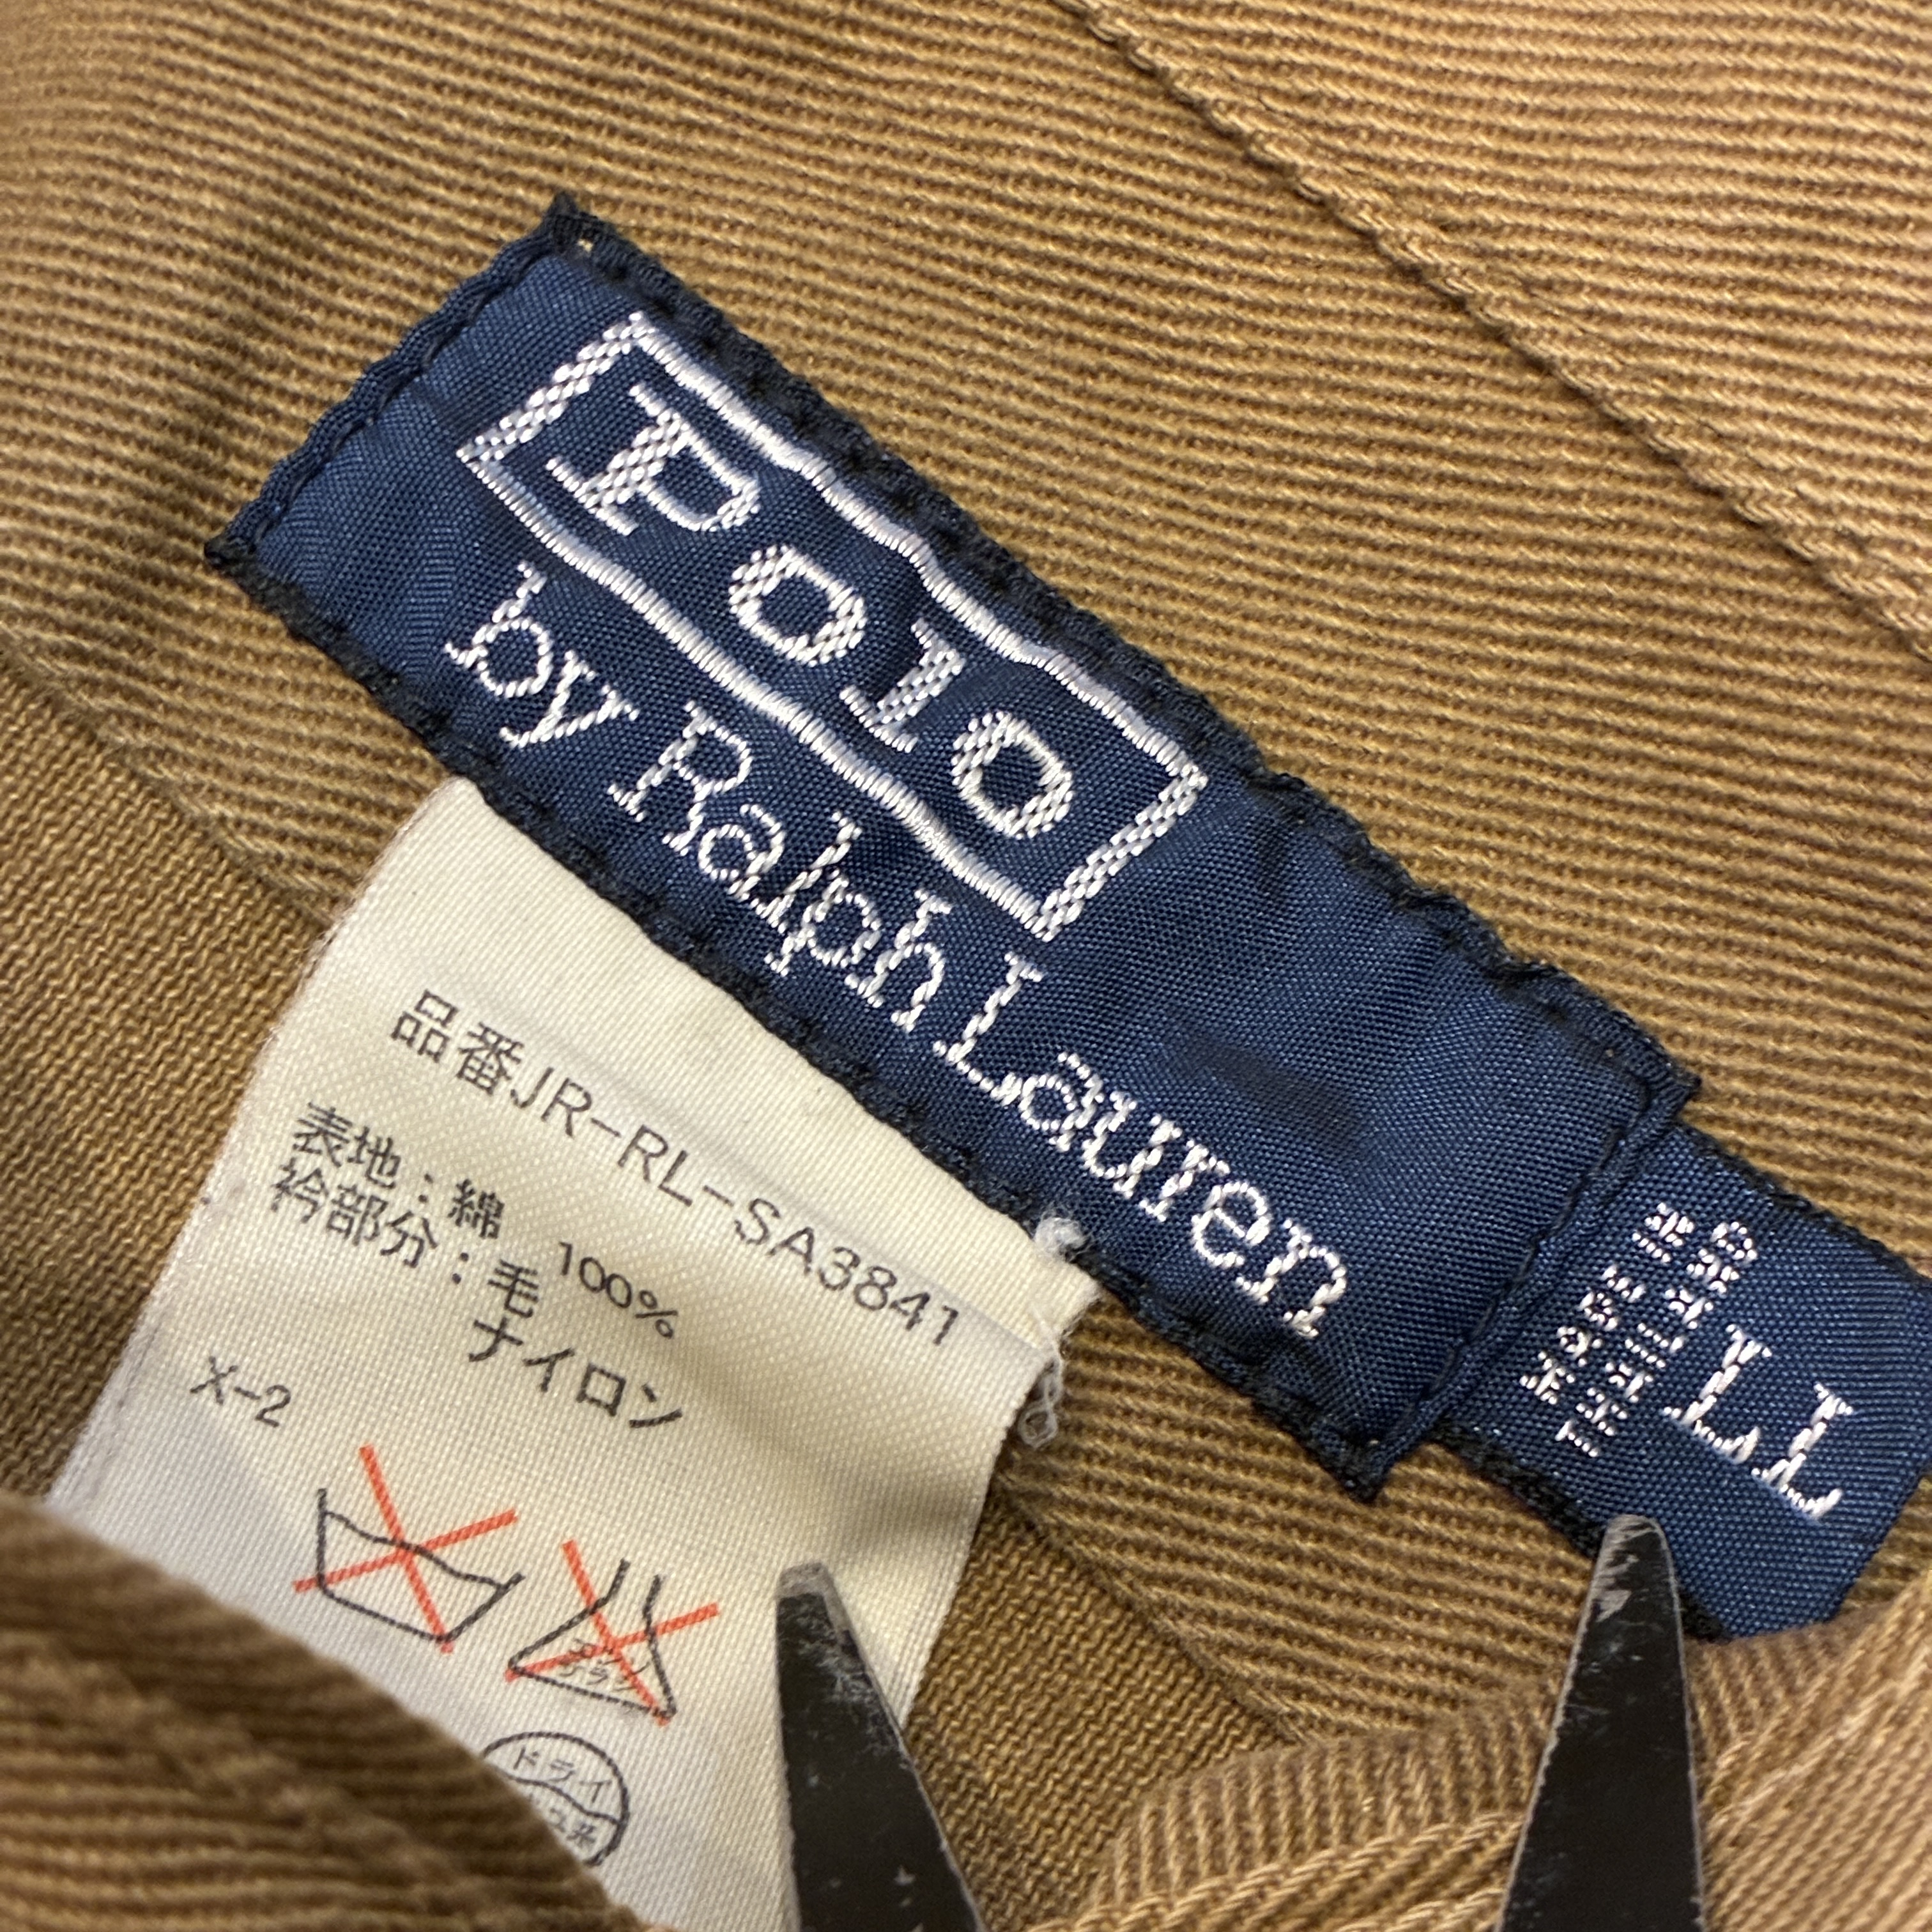 Polo
by Ralph Lauren
LL
品番JR-RL-SA3841
表地：綿 100%
衿部分：毛
ナイロン
X-2
ドライ